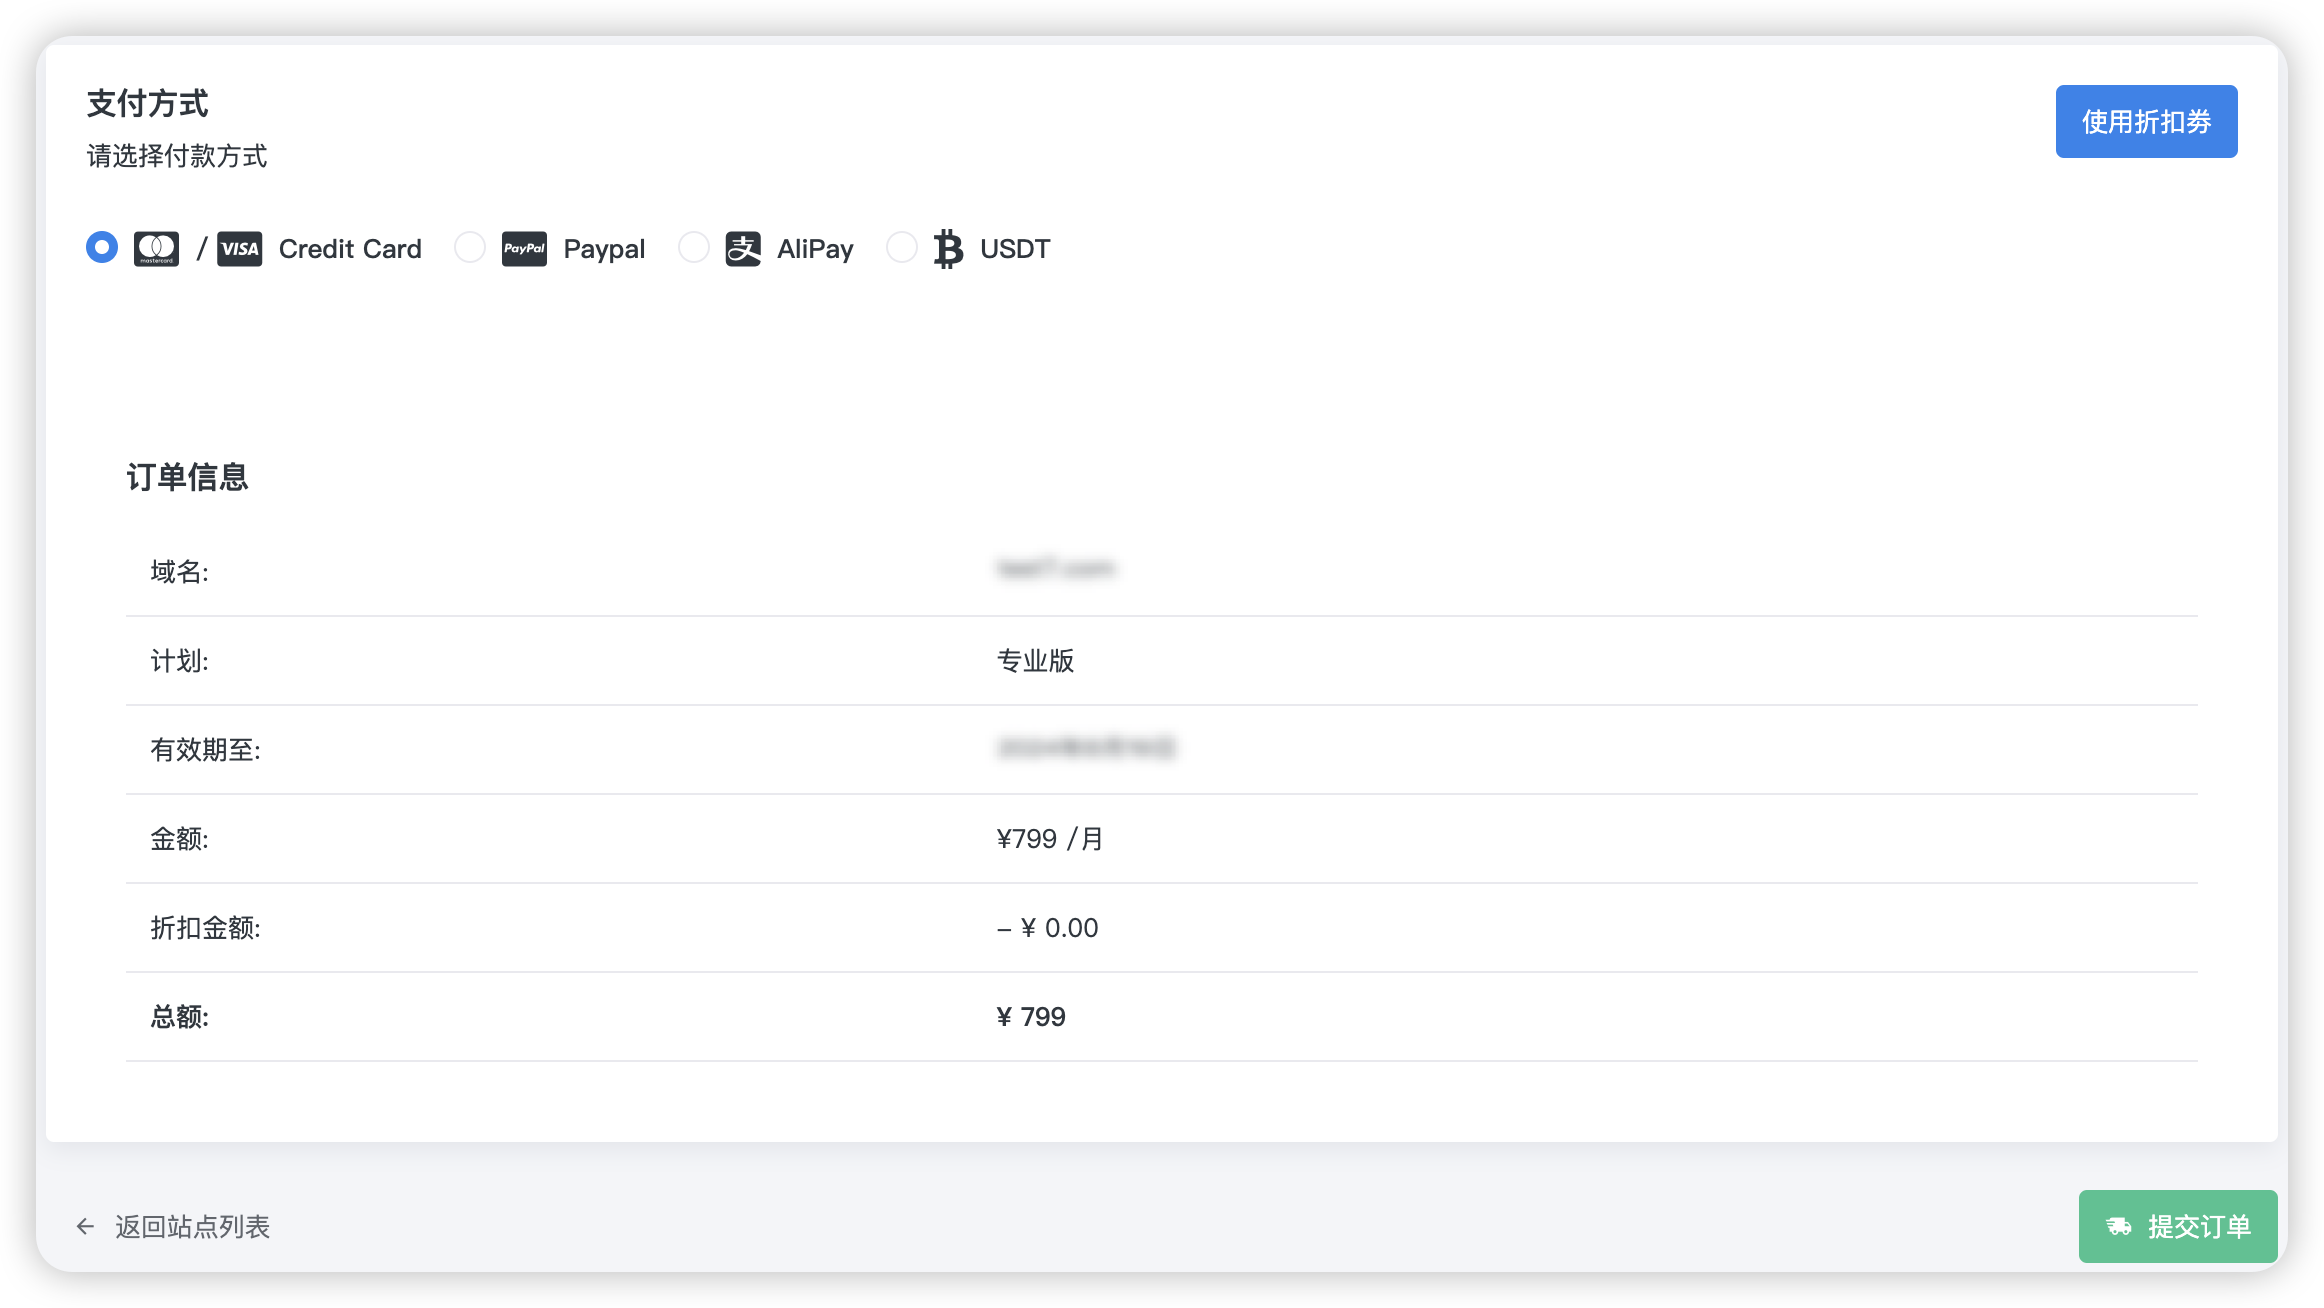 支付方式
使用折扣券
请选择付款方式
mastercard / VISA Credit Card PayPal Paypal 支 AliPay USDT
订单信息
域名:
计划: 专业版
有效期至:
金额: ¥799 /月
折扣金额: – ¥ 0.00
总额: ¥ 799
返回站点列表
提交订单